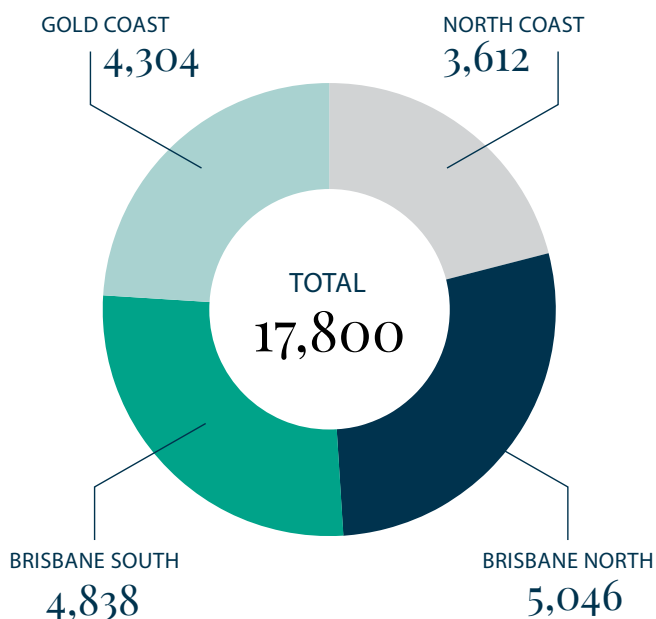 GOLD COAST
4,304
NORTH COAST
3,612
TOTAL
17,800
BRISBANE SOUTH
4,838
BRISBANE NORTH
5,046